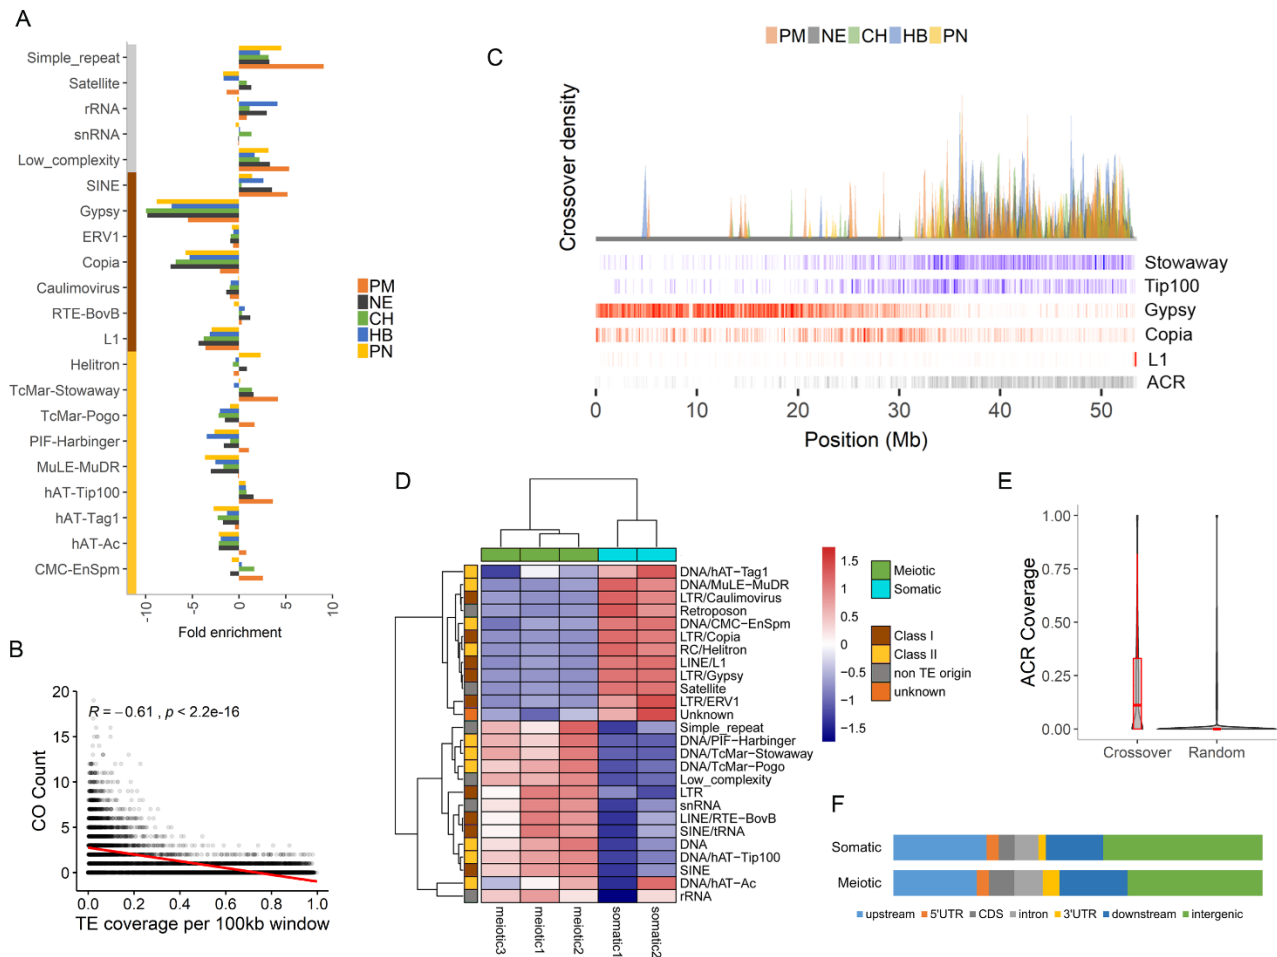 A
Simple_repeat
Satellite
rRNA
snRNA
Low_complexity
SINE
Gypsy
ERV1
Copia
Caulimovirus
RTE-BovB
L1
Helitron
TcMar-Stowaway
TcMar-Pogo
PIF-Harbinger
MuLE-MuDR
hAT-Tip100
hAT-Tag1
hAT-Ac
CMC-EnSpm
-10 -5 0 5 10
Fold enrichment
PM
NE
CH
HB
PN
B
R = −0.61 , p < 2.2e-16
CO Count
20
15
10
5
0
0.0 0.2 0.4 0.6 0.8 1.0
TE coverage per 100kb window
C
PM NE CH HB PN
Crossover density
Stowaway
Tip100
Gypsy
Copia
L1
ACR
0 10 20 30 40 50
Position (Mb)
D
DNA/hAT−Tag1
DNA/MuLE−MuDR
LTR/Caulimovirus
Retroposon
DNA/CMC−EnSpm
LTR/Copia
RC/Helitron
LINE/L1
LTR/Gypsy
Satellite
LTR/ERV1
Unknown
Simple_repeat
DNA/PIF−Harbinger
DNA/TcMar−Stowaway
DNA/TcMar−Pogo
Low_complexity
LTR
snRNA
LINE/RTE−BovB
SINE/tRNA
DNA
DNA/hAT−Tip100
SINE
DNA/hAT−Ac
rRNA
meiotic3
meiotic1
meiotic2
somatic1
somatic2
1.5
1
0.5
0
−0.5
−1
−1.5
Meiotic
Somatic
Class I
Class II
non TE origin
unknown
E
ACR Coverage
1.00
0.75
0.50
0.25
0.00
Crossover Random
F
Somatic
Meiotic
upstream 5'UTR CDS intron 3'UTR downstream intergenic